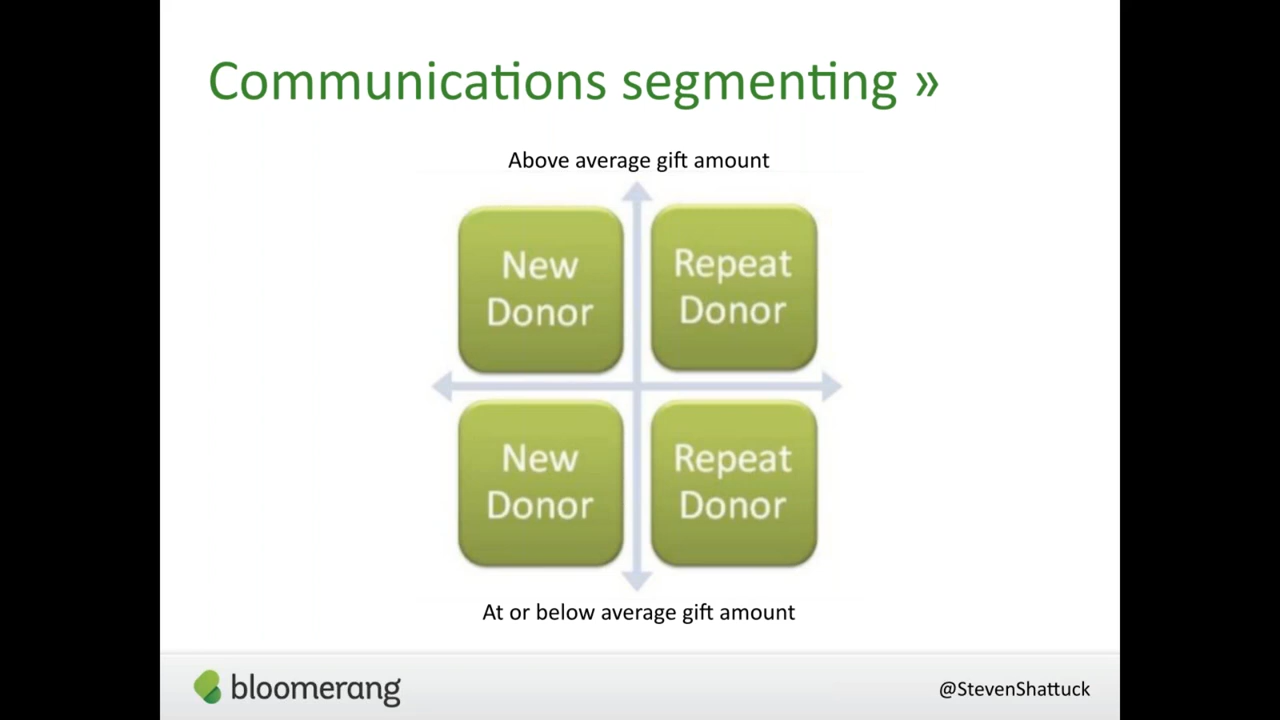 Communications segmenting »
Above average gift amount
New
Donor
Repeat
Donor
New
Donor
Repeat
Donor
At or below average gift amount
bloomerang
@StevenShattuck